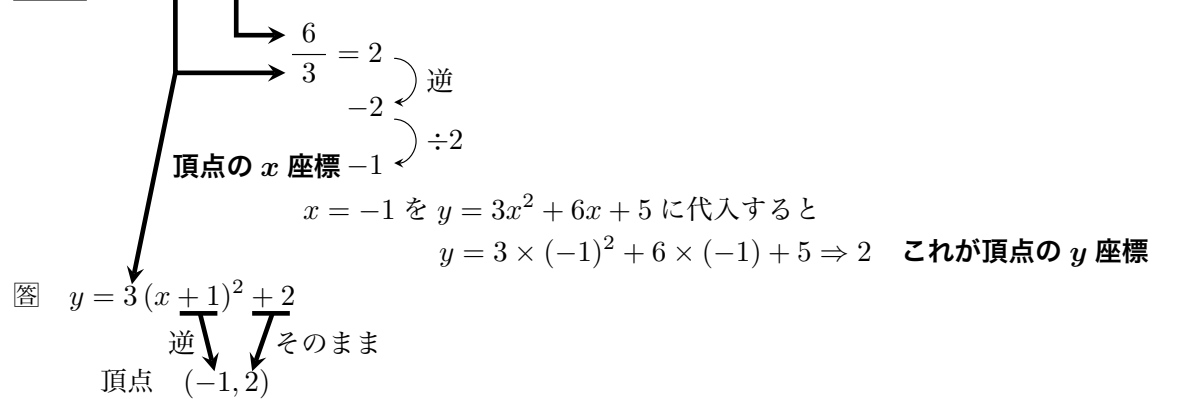 6/3 = 2
逆
−2
÷2
頂点の x 座標 −1
x = −1 を y = 3x² + 6x + 5 に代入すると
y = 3 × (−1)² + 6 × (−1) + 5 ⇒ 2 これが頂点の y 座標
答 y = 3(x + 1)² + 2
逆 そのまま
頂点 (−1, 2)